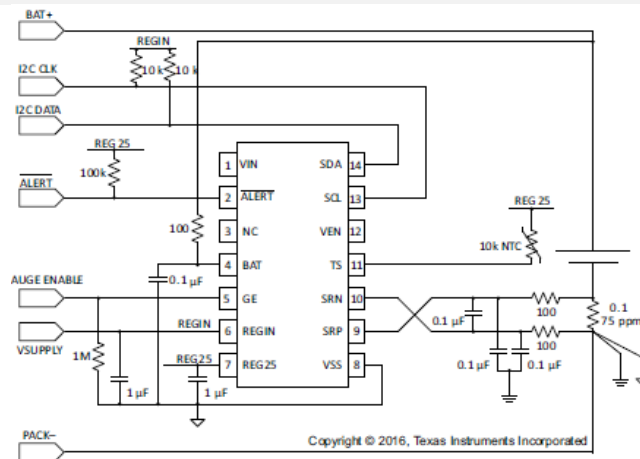 BAT+
REGIN
I2C CLK
10 k 10 k
I2C DATA
REG 25
100k
ALERT
1 VIN SDA 14
2 ALERT SCL 13
3 NC VEN 12
4 BAT TS 11
5 GE SRN 10
6 REGIN SRP 9
7 REG25 VSS 8
100
0.1 µF
REG 25
10k NTC
AUGE ENABLE
REGIN
VSUPPLY
REG25
1M
1 µF
1 µF
0.1 µF
100
100
0.1
75 ppm
0.1 µF
0.1 µF
Copyright © 2016, Texas Instruments Incorporated
PACK–